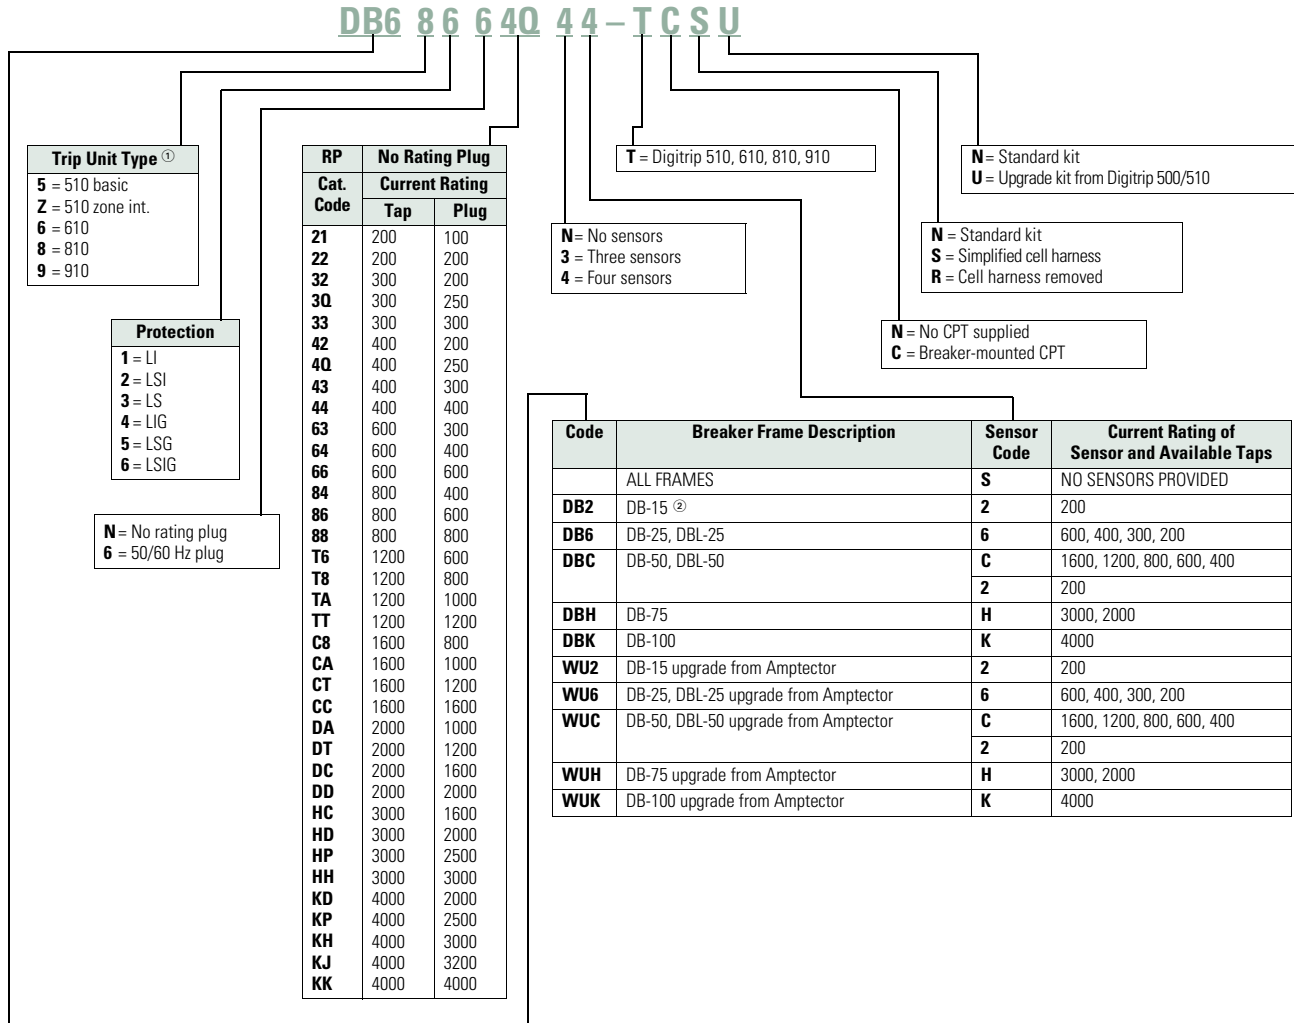 DB6 8 6 6 4Q 4 4 – T C S U
Trip Unit Type ①
5 = 510 basic
Z = 510 zone int.
6 = 610
8 = 810
9 = 910
Protection
1 = LI
2 = LSI
3 = LS
4 = LIG
5 = LSG
6 = LSIG
N = No rating plug
6 = 50/60 Hz plug
RP No Rating Plug
Cat. Code Current Rating
Tap Plug
21 200 100
22 200 200
32 300 200
3Q 300 250
33 300 300
42 400 200
4Q 400 250
43 400 300
44 400 400
63 600 300
64 600 400
66 600 600
84 800 400
86 800 600
88 800 800
T6 1200 600
T8 1200 800
TA 1200 1000
TT 1200 1200
C8 1600 800
CA 1600 1000
CT 1600 1200
CC 1600 1600
DA 2000 1000
DT 2000 1200
DC 2000 1600
DD 2000 2000
HC 3000 1600
HD 3000 2000
HP 3000 2500
HH 3000 3000
KD 4000 2000
KP 4000 2500
KH 4000 3000
KJ 4000 3200
KK 4000 4000
T = Digitrip 510, 610, 810, 910
N = No sensors
3 = Three sensors
4 = Four sensors
N = Standard kit
U = Upgrade kit from Digitrip 500/510
N = Standard kit
S = Simplified cell harness
R = Cell harness removed
N = No CPT supplied
C = Breaker-mounted CPT
Code Breaker Frame Description Sensor Code Current Rating of Sensor and Available Taps
ALL FRAMES S NO SENSORS PROVIDED
DB2 DB-15 ② 2 200
DB6 DB-25, DBL-25 6 600, 400, 300, 200
DBC DB-50, DBL-50 C 1600, 1200, 800, 600, 400
2 200
DBH DB-75 H 3000, 2000
DBK DB-100 K 4000
WU2 DB-15 upgrade from Amptector 2 200
WU6 DB-25, DBL-25 upgrade from Amptector 6 600, 400, 300, 200
WUC DB-50, DBL-50 upgrade from Amptector C 1600, 1200, 800, 600, 400
2 200
WUH DB-75 upgrade from Amptector H 3000, 2000
WUK DB-100 upgrade from Amptector K 4000